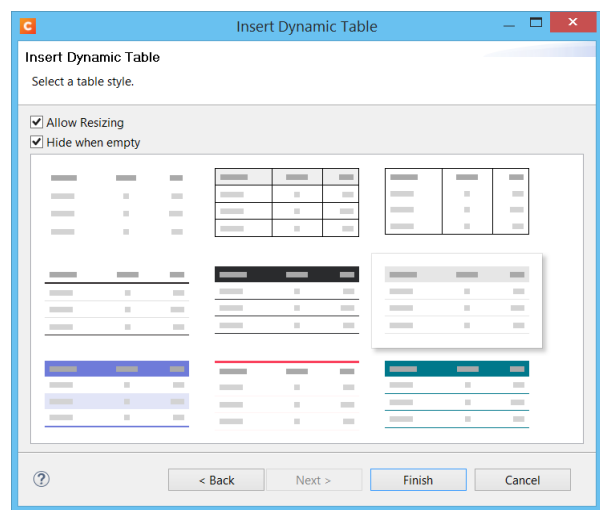 C
Insert Dynamic Table
Insert Dynamic Table
Select a table style.
Allow Resizing
Hide when empty
?
< Back
Next >
Finish
Cancel